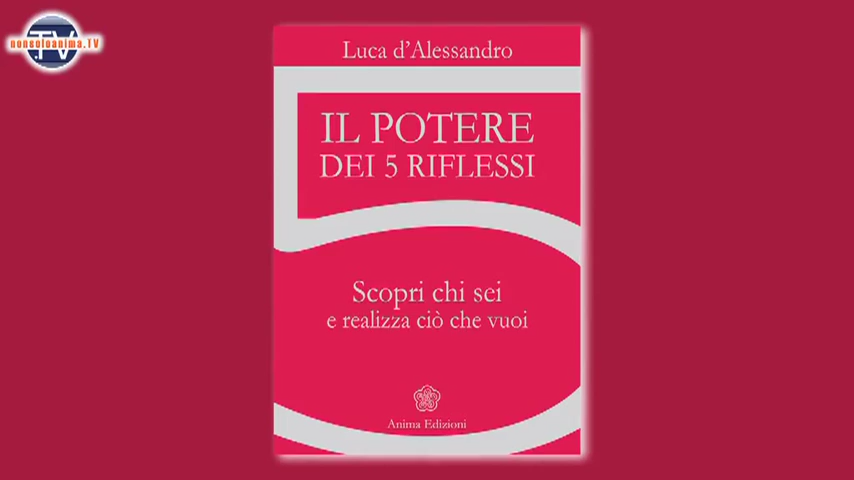 nonsoloanima.TV
.TV
Luca d'Alessandro
IL POTERE
DEI 5 RIFLESSI
Scopri chi sei
e realizza ciò che vuoi
Anima Edizioni